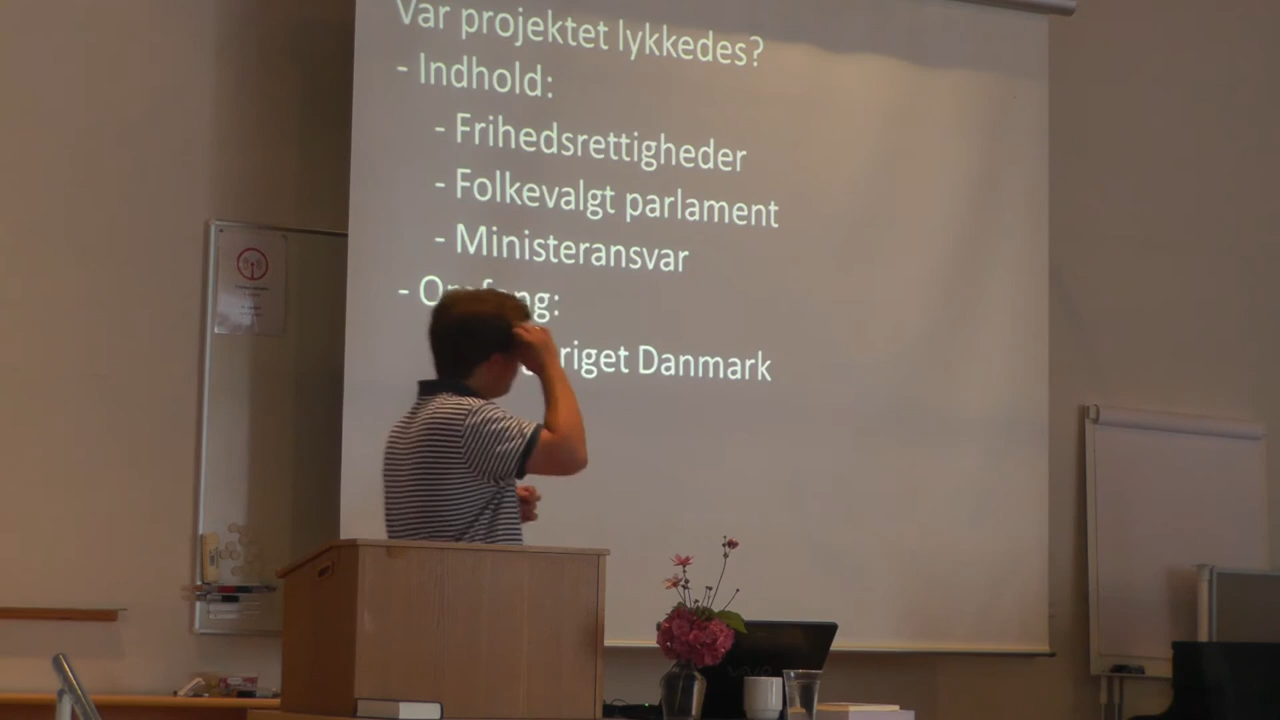 Var projektet lykkedes?
- Indhold:
- Frihedsrettigheder
- Folkevalgt parlament
- Ministeransvar
riget Danmark